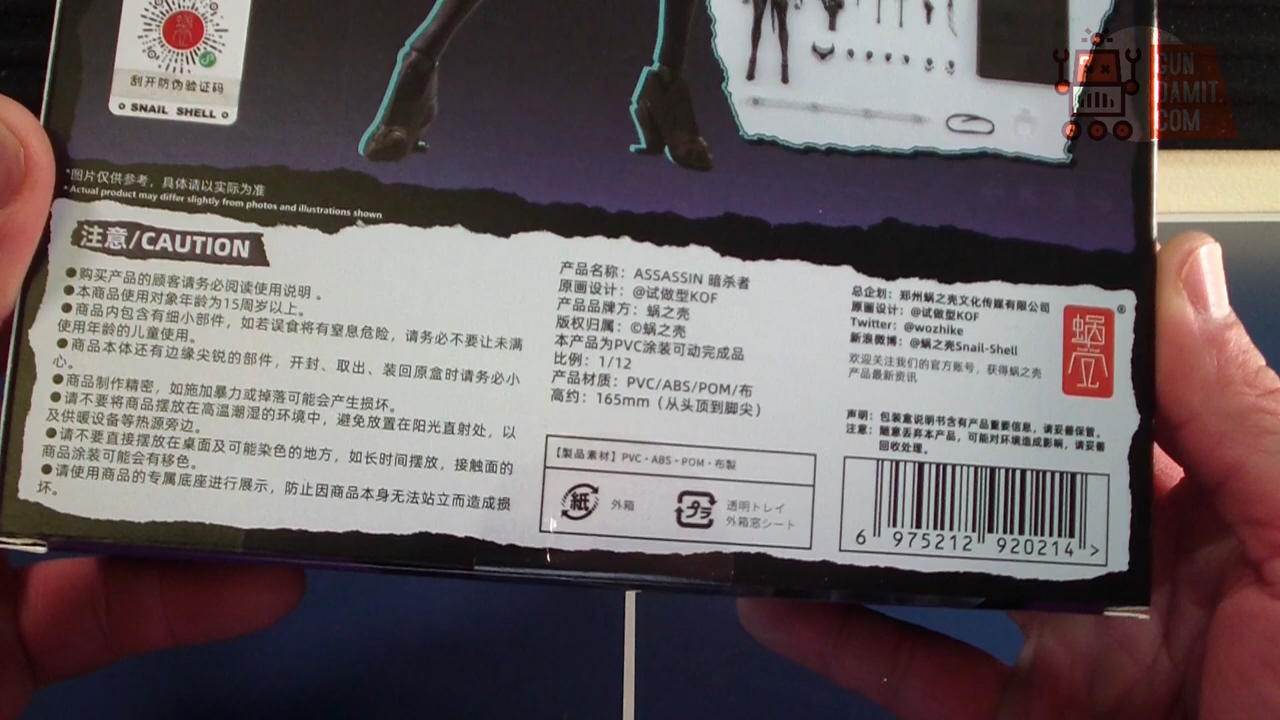 刮开防伪验证码
SNAIL SHELL
GUN
DAMIT.
COM
*图片仅供参考，具体请以实际为准
* Actual product may differ slightly from photos and illustrations shown
注意/CAUTION
●购买产品的顾客请务必阅读使用说明 。
●本商品使用对象年龄为15周岁以上。
●商品内包含有细小部件，如若误食将有窒息危险，请务必不要让未满
使用年龄的儿童使用。
●商品本体还有边缘尖锐的部件，开封、取出、装回原盒时请务必小
心。
●商品制作精密，如施加暴力或掉落可能会产生损坏。
●请不要将商品摆放在高温潮湿的环境中，避免放置在阳光直射处，以
及供暖设备等热源旁边。
●请不要直接摆放在桌面及可能染色的地方，如长时间摆放，接触面的
商品涂装可能会有移色。
●请使用商品的专属底座进行展示，防止因商品本身无法站立而造成损
坏。
产品名称：ASSASSIN 暗杀者
原画设计：@试做型KOF
产品品牌方：蜗之壳
版权归属：©蜗之壳
本产品为PVC涂装可动完成品
比例：1/12
产品材质：PVC/ABS/POM/布
高约：165mm（从头顶到脚尖）
【製品素材】PVC・ABS・POM・布製
紙 外箱
プラ 透明トレイ
外箱窓シート
总企划：郑州蜗之壳文化传媒有限公司
原画设计：@试做型KOF
Twitter：@wozhike
新浪微博：@蜗之壳Snail-Shell
欢迎关注我们的官方账号，获得蜗之壳
产品最新资讯
声明：包装盒说明书含有产品重要信息，请妥善保管。
注意：随意丢弃本产品，可能对环境造成影响，请妥善
回收处理。
6 975212 920214 >